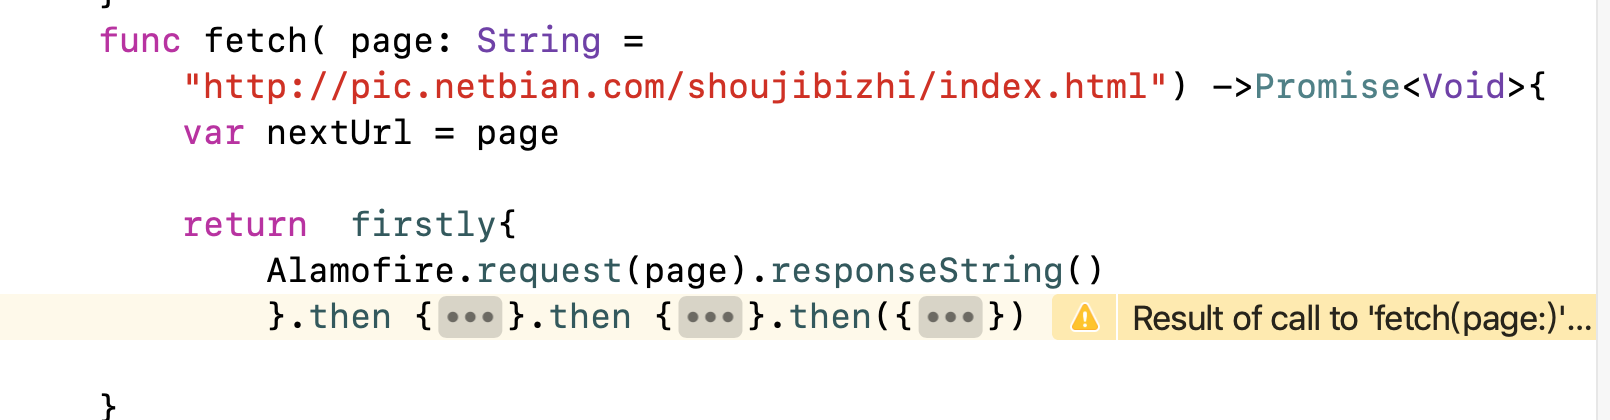 }
func fetch( page: String =
"http://pic.netbian.com/shoujibizhi/index.html") ->Promise<Void>{
var nextUrl = page
return  firstly{
Alamofire.request(page).responseString()
}.then {•••}.then {•••}.then({•••}) Result of call to 'fetch(page:)'...
}